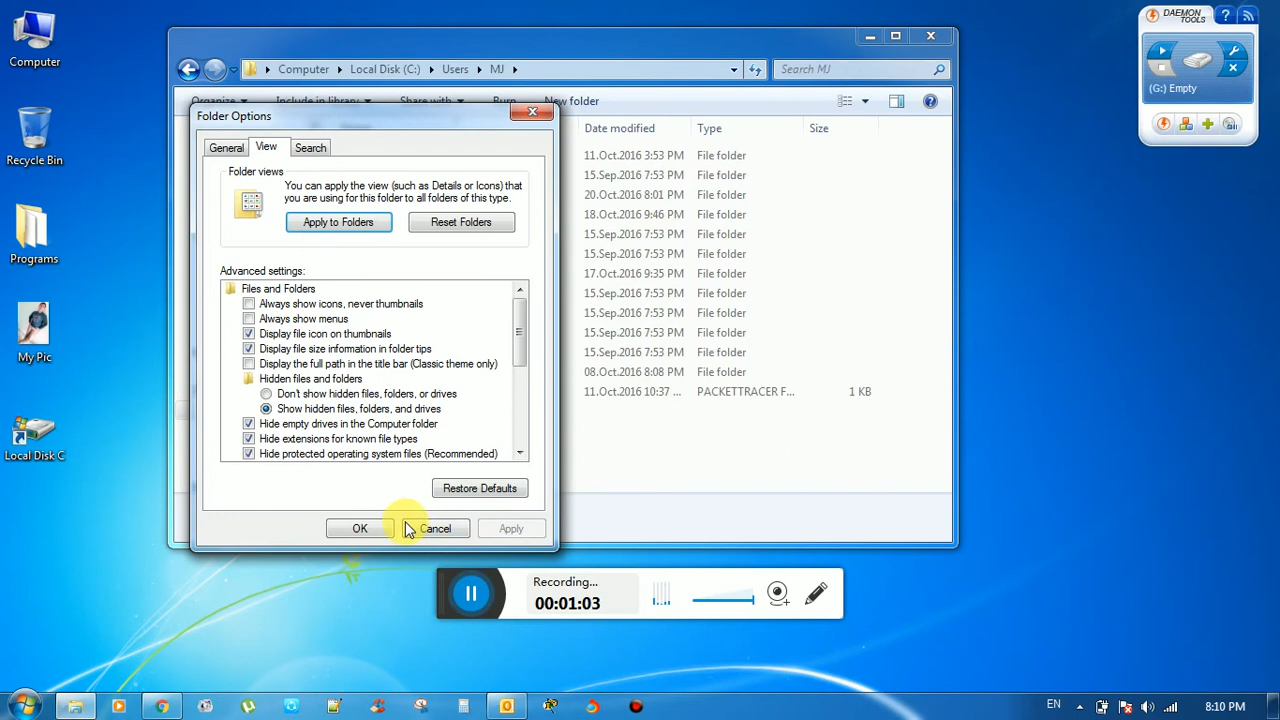 Computer
Recycle Bin
Programs
My Pic
Local Disk C
Computer
Local Disk (C:)
Users
MJ
Search MJ
Organize
Include in library
Share with
Burn
New folder
Date modified
Type
Size
11.Oct.2016 3:53 PM File folder
15.Sep.2016 7:53 PM File folder
20.Oct.2016 8:01 PM File folder
18.Oct.2016 9:46 PM File folder
15.Sep.2016 7:53 PM File folder
15.Sep.2016 7:53 PM File folder
17.Oct.2016 9:35 PM File folder
15.Sep.2016 7:53 PM File folder
15.Sep.2016 7:53 PM File folder
15.Sep.2016 7:53 PM File folder
15.Sep.2016 7:53 PM File folder
08.Oct.2016 8:08 PM File folder
11.Oct.2016 10:37 ... PACKETTRACER F... 1 KB
Folder Options
General
View
Search
Folder views
You can apply the view (such as Details or Icons) that
you are using for this folder to all folders of this type.
Apply to Folders
Reset Folders
Advanced settings:
Files and Folders
Always show icons, never thumbnails
Always show menus
Display file icon on thumbnails
Display file size information in folder tips
Display the full path in the title bar (Classic theme only)
Hidden files and folders
Don't show hidden files, folders, or drives
Show hidden files, folders, and drives
Hide empty drives in the Computer folder
Hide extensions for known file types
Hide protected operating system files (Recommended)
Restore Defaults
OK
Cancel
Apply
DAEMON
TOOLS
(G:) Empty
Recording...
00:01:03
EN
8:10 PM